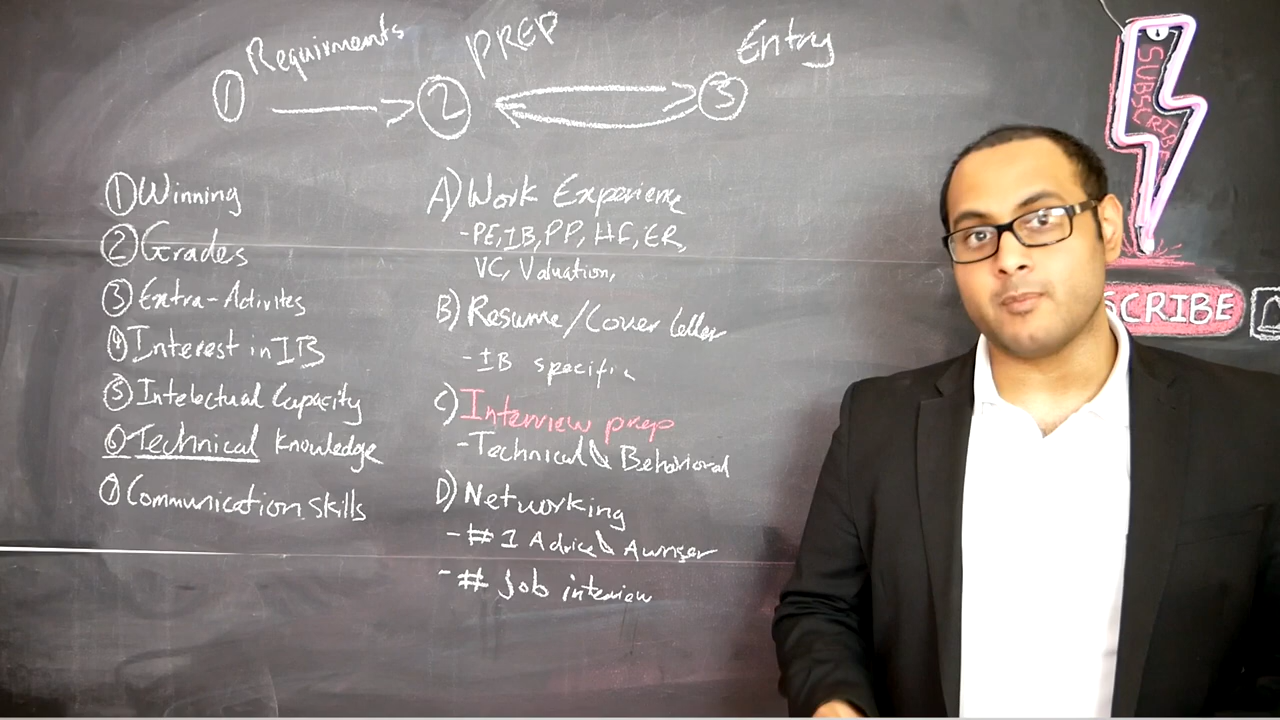 Requirments
PREP
Entry
1
2
3
1 Winning
2 Grades
3 Extra-Activites
4 Interest in IB
5 Intelectual Capacity
6 Technical Knowledge
7 Communication skills
A) Work Experience
-PE, IB, PP, HF, ER,
VC, Valuation,
B) Resume/Cover letter
-IB specific
C) Interview prep
-Technical & Behavioral
D) Networking
-# 1 Advice & Awnser
-# Job interview
SUBSCRIBE
SCRIBE